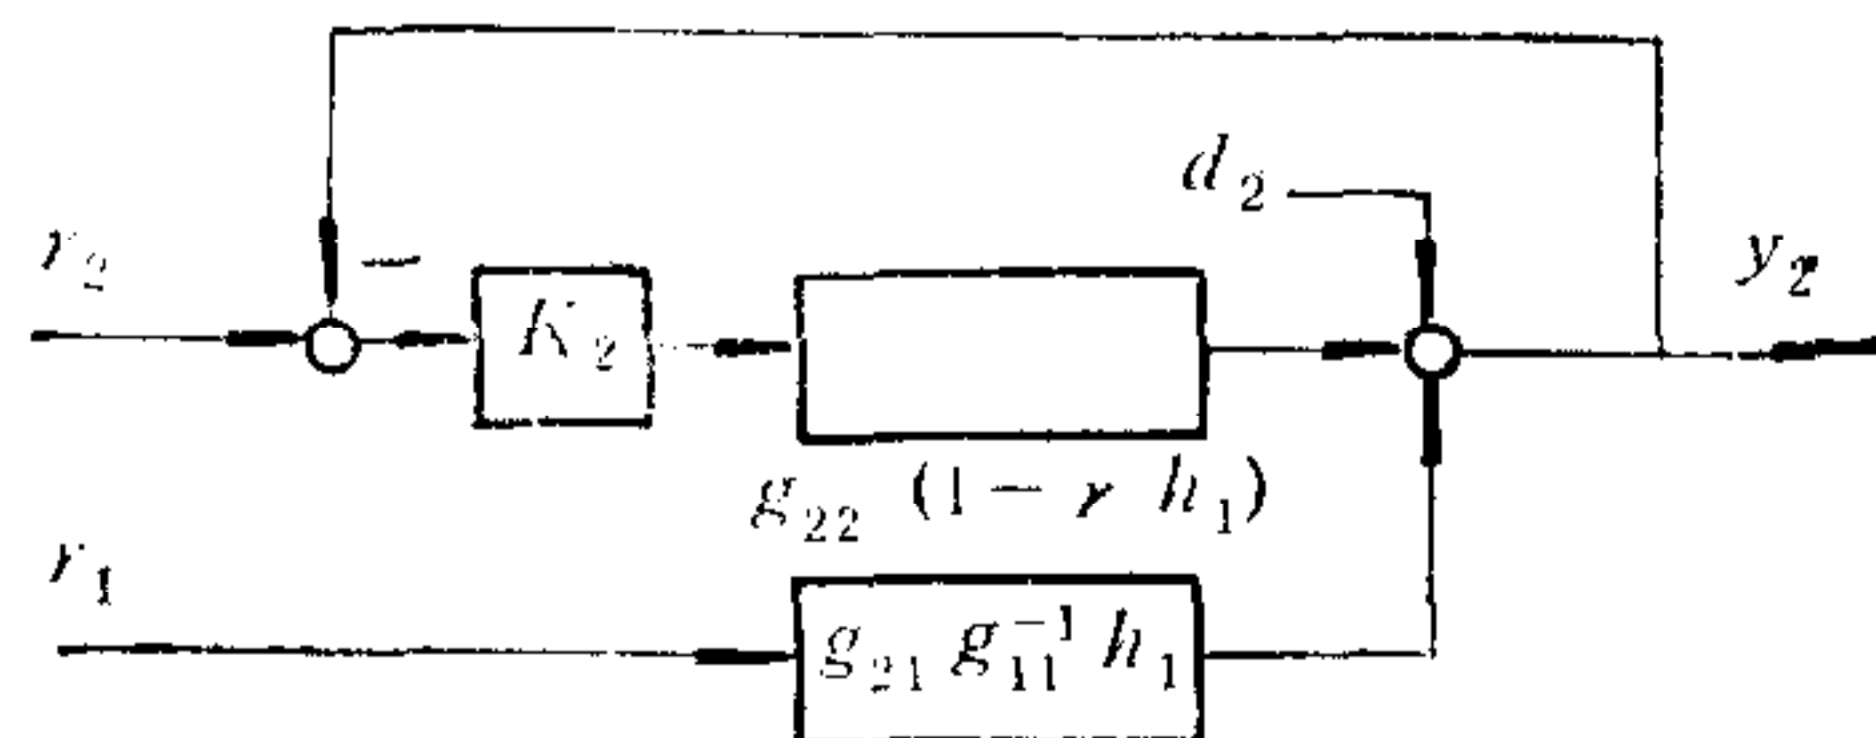 d₂
r₂
−
y₂
K₂
g₂₂ (1 − γ h₁)
r₁
g₂₁ g₁₁⁻¹ h₁